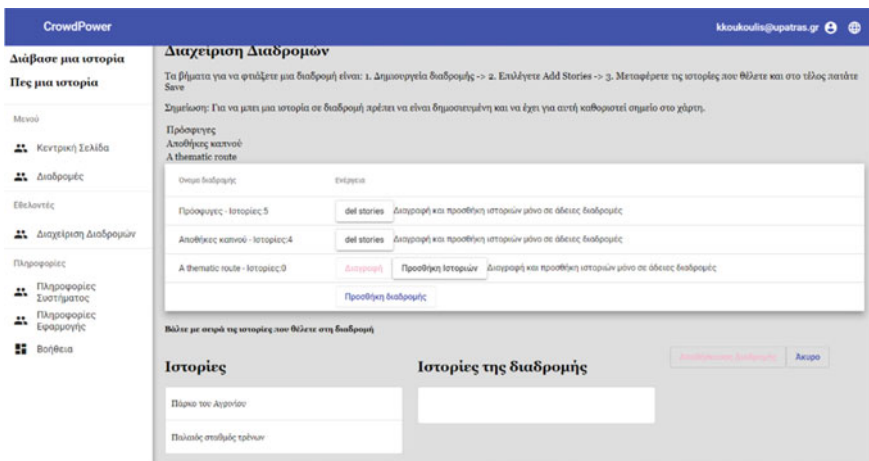 CrowdPower
kkoukoulis@upatras.gr
Διάβασε μια ιστορία
Πες μια ιστορία
Μενού
Κεντρική Σελίδα
Διαδρομές
Εθελοντές
Διαχείριση Διαδρομών
Πληροφορίες
Πληροφορίες
Συστήματος
Πληροφορίες
Εφαρμογής
Βοήθεια
Διαχείριση Διαδρομών
Τα βήματα για να φτιάξετε μια διαδρομή είναι: 1. Δημιουργεία διαδρομής -> 2. Επιλέγετε Add Stories -> 3. Μεταφέρετε τις ιστορίες που θέλετε και στο τέλος πατάτε
Save
Σημείωση: Για να μπει μια ιστορία σε διαδρομή πρέπει να είναι δημοσιευμένη και να έχει για αυτή καθοριστεί σημείο στο χάρτη.
Πρόσφυγες
Αποθήκες καπνού
A thematic route
Όνομα διαδρομής Ενέργεια
Πρόσφυγες - Ιστορίες:5 del stories Διαγραφή και προσθήκη ιστοριών μόνο σε άδειες διαδρομές
Αποθήκες καπνού - Ιστορίες:4 del stories Διαγραφή και προσθήκη ιστοριών μόνο σε άδειες διαδρομές
A thematic route - Ιστορίες:0 Διαγραφή Προσθήκη Ιστοριών Διαγραφή και προσθήκη ιστοριών μόνο σε άδειες διαδρομές
Προσθήκη διαδρομής
Βάλτε με σειρά τις ιστορίες που θέλετε στη διαδρομή
Ιστορίες Ιστορίες της διαδρομής Άκυρο
Πάρκο του Αγρινίου
Παλαιός σταθμός τρένων